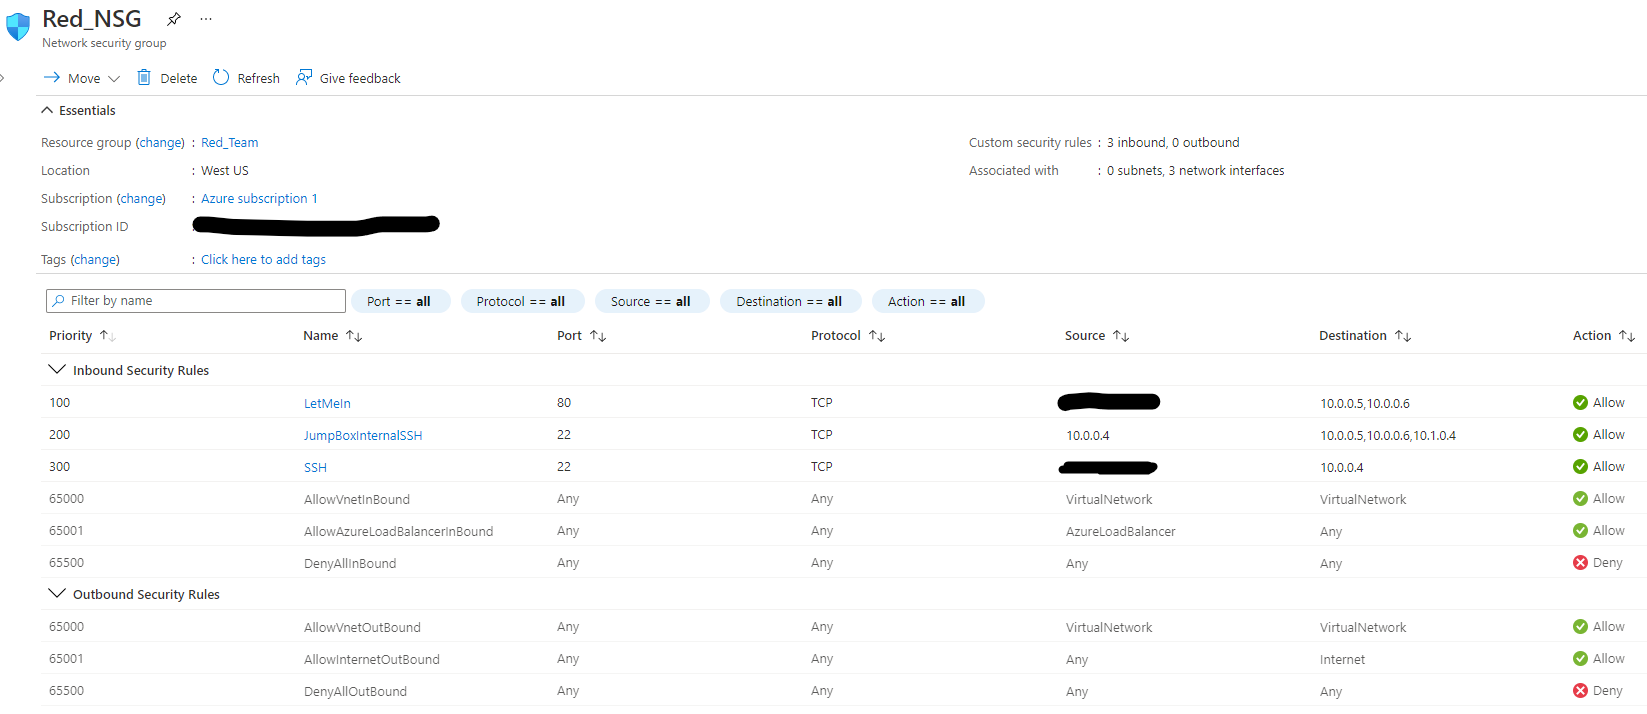 Red_NSG
Network security group
Move Delete Refresh Give feedback
Essentials
Resource group (change) : Red_Team
Custom security rules : 3 inbound, 0 outbound
Location : West US
Associated with : 0 subnets, 3 network interfaces
Subscription (change) : Azure subscription 1
Subscription ID :
Tags (change) : Click here to add tags
Filter by name Port == all Protocol == all Source == all Destination == all Action == all
Priority Name Port Protocol Source Destination Action
Inbound Security Rules
100 LetMeIn 80 TCP 10.0.0.5,10.0.0.6 Allow
200 JumpBoxInternalSSH 22 TCP 10.0.0.4 10.0.0.5,10.0.0.6,10.1.0.4 Allow
300 SSH 22 TCP 10.0.0.4 Allow
65000 AllowVnetInBound Any Any VirtualNetwork VirtualNetwork Allow
65001 AllowAzureLoadBalancerInBound Any Any AzureLoadBalancer Any Allow
65500 DenyAllInBound Any Any Any Any Deny
Outbound Security Rules
65000 AllowVnetOutBound Any Any VirtualNetwork VirtualNetwork Allow
65001 AllowInternetOutBound Any Any Any Internet Allow
65500 DenyAllOutBound Any Any Any Any Deny